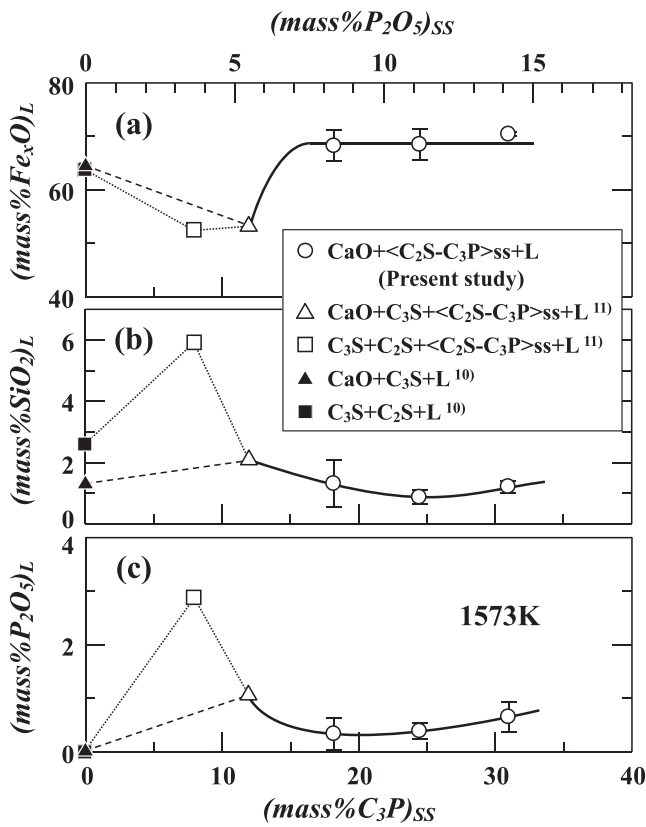 (mass%P₂O₅)SS
0 5 10 15
(mass%FeₓO)L
80
60
40
(a)
CaO+<C₂S-C₃P>ss+L
(Present study)
CaO+C₃S+<C₂S-C₃P>ss+L ¹¹⁾
C₃S+C₂S+<C₂S-C₃P>ss+L ¹¹⁾
CaO+C₃S+L ¹⁰⁾
C₃S+C₂S+L ¹⁰⁾
(mass%SiO₂)L
6
4
2
0
(b)
(mass%P₂O₅)L
4
2
0
(c)
1573K
0 10 20 30 40
(mass%C₃P)SS